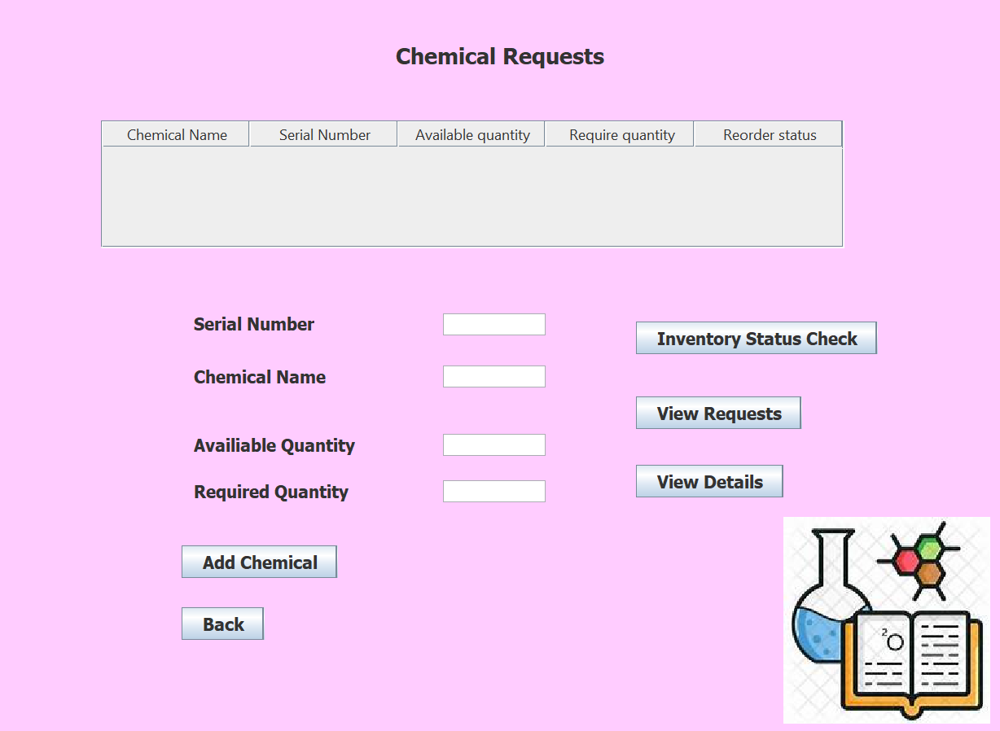 Chemical Requests
Chemical Name Serial Number Available quantity Require quantity Reorder status
Serial Number
Inventory Status Check
Chemical Name
View Requests
Availiable Quantity
View Details
Required Quantity
Add Chemical
Back
2O